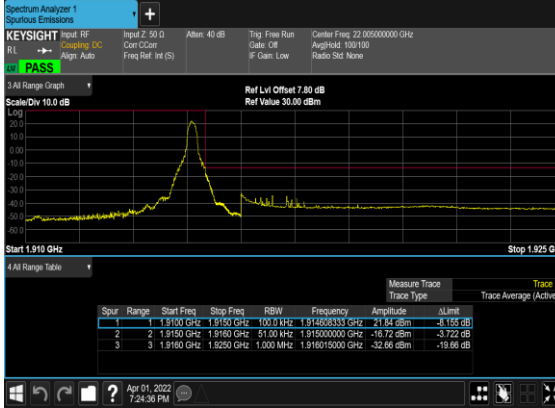 Spectrum Analyzer 1
Spurious Emissions
+
KEYSIGHT Input: RF Input Z: 50 Ω Atten: 40 dB Trig: Free Run Center Freq: 22.005000000 GHz
RL Coupling: DC Corr CCorr Gate: Off Avg|Hold: 100/100
Align: Auto Freq Ref: Int (S) IF Gain: Low Radio Std: None
LXI PASS
3 All Range Graph
Ref Lvl Offset 7.80 dB
Scale/Div 10.0 dB Ref Value 30.00 dBm
Log
20.0
10.0
0.00
-10.0
-20.0
-30.0
-40.0
-50.0
-60.0
Start 1.910 GHz Stop 1.925 G
4 All Range Table
Measure Trace Trace
Trace Type Trace Average (Active
Spur Range Start Freq Stop Freq RBW Frequency Amplitude ΔLimit
1 1 1.9100 GHz 1.9150 GHz 100.0 kHz 1.914608333 GHz 21.84 dBm -8.155 dB
2 2 1.9150 GHz 1.9160 GHz 51.00 kHz 1.915000000 GHz -16.72 dBm -3.722 dB
3 3 1.9160 GHz 1.9250 GHz 1.000 MHz 1.916015000 GHz -32.66 dBm -19.66 dB
? Apr 01, 2022
7:24:36 PM